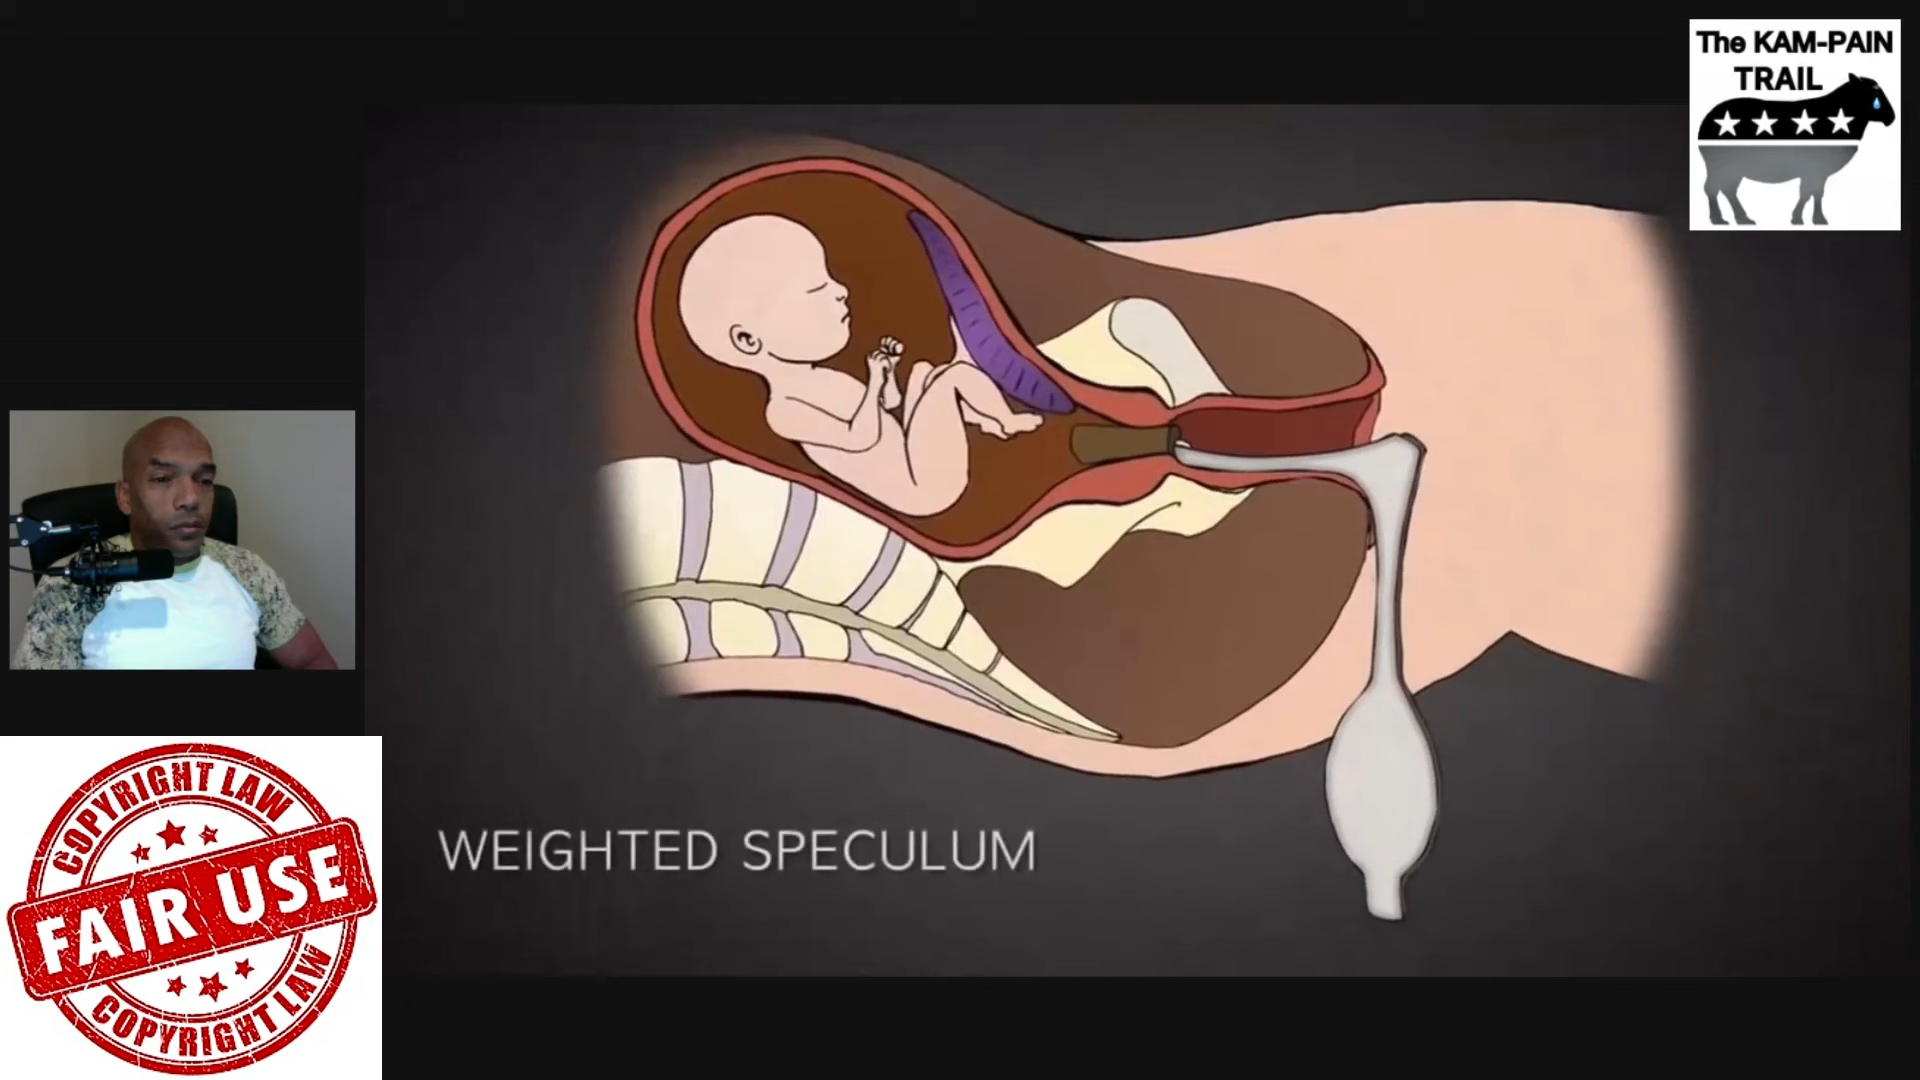 The KAM-PAIN
TRAIL
WEIGHTED SPECULUM
COPYRIGHT LAW
FAIR USE
COPYRIGHT LAW